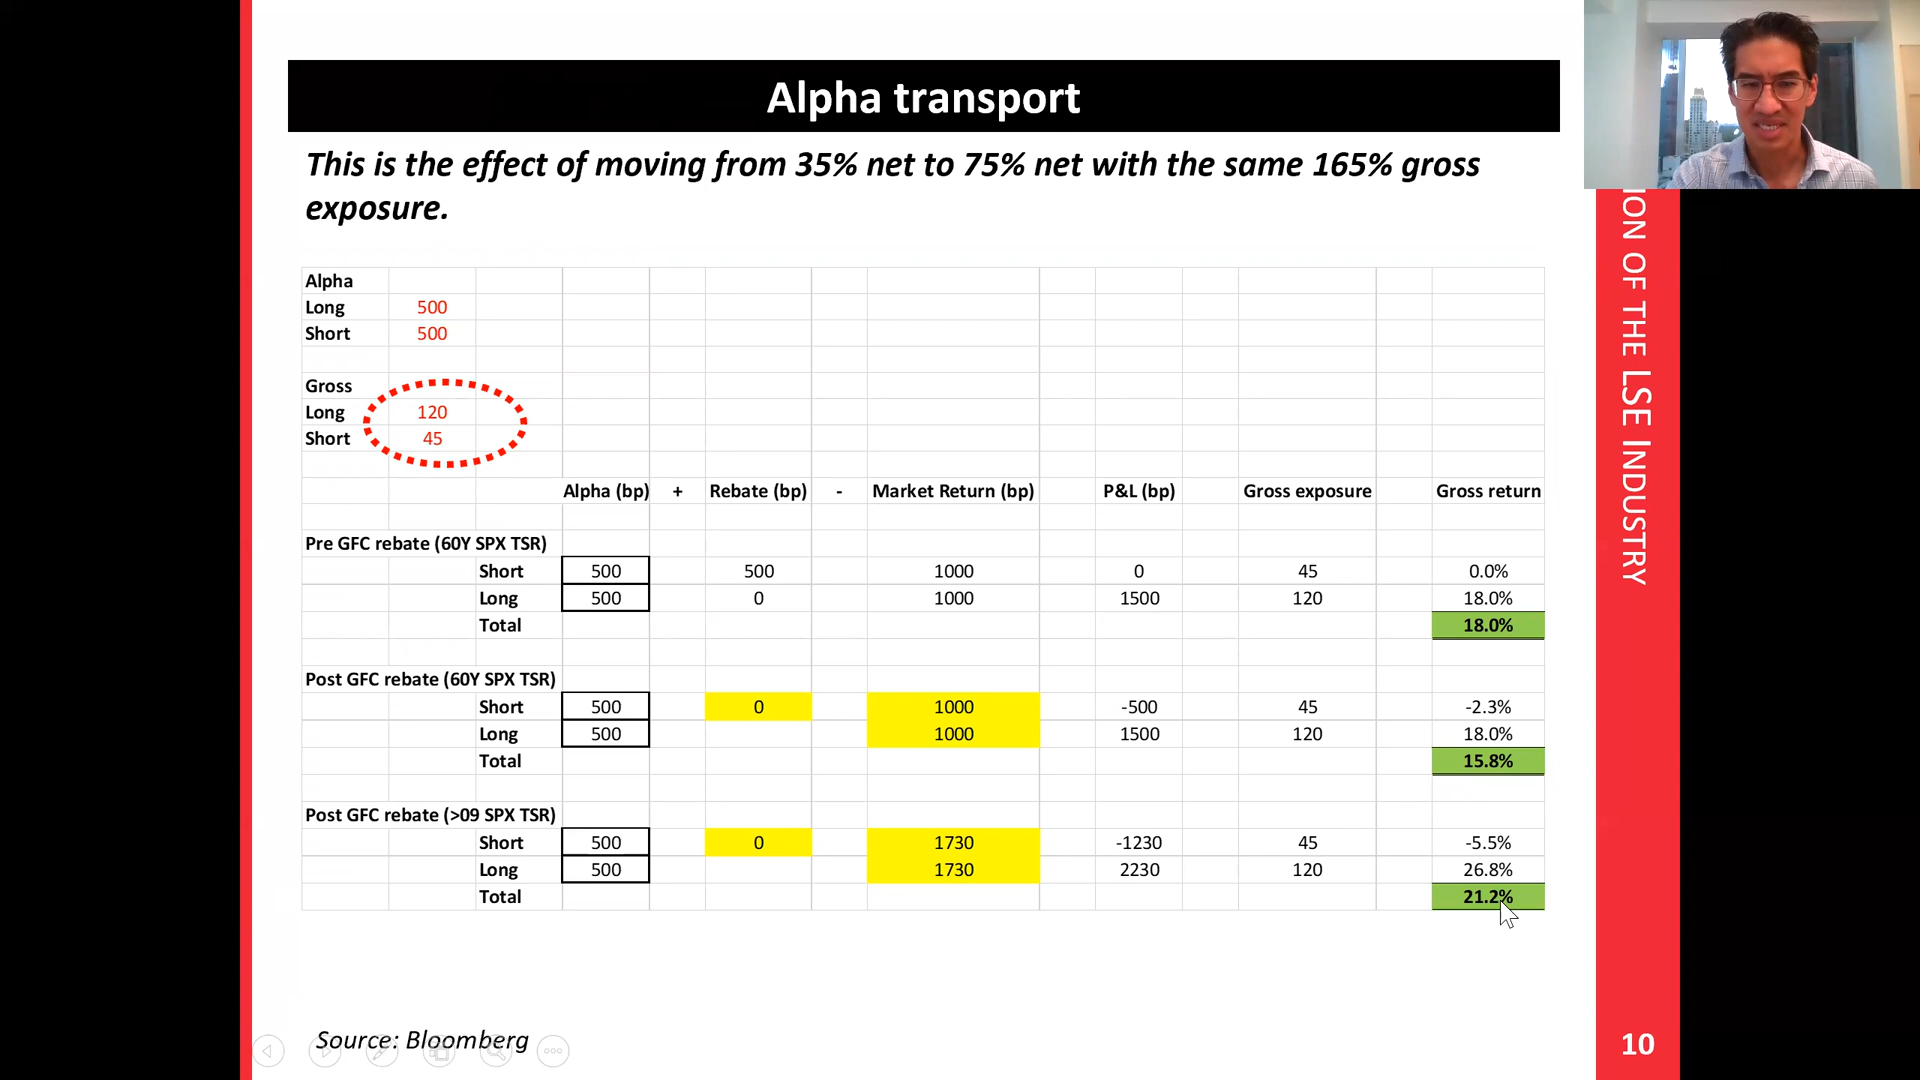 Alpha transport
This is the effect of moving from 35% net to 75% net with the same 165% gross
exposure.
Alpha
Long 500
Short 500
Gross
Long 120
Short 45
Alpha (bp) + Rebate (bp) - Market Return (bp) P&L (bp) Gross exposure Gross return
Pre GFC rebate (60Y SPX TSR)
Short 500 500 1000 0 45 0.0%
Long 500 0 1000 1500 120 18.0%
Total 18.0%
Post GFC rebate (60Y SPX TSR)
Short 500 0 1000 -500 45 -2.3%
Long 500 1000 1500 120 18.0%
Total 15.8%
Post GFC rebate (>09 SPX TSR)
Short 500 0 1730 -1230 45 -5.5%
Long 500 1730 2230 120 26.8%
Total 21.2%
Source: Bloomberg
ION OF THE LSE INDUSTRY
10